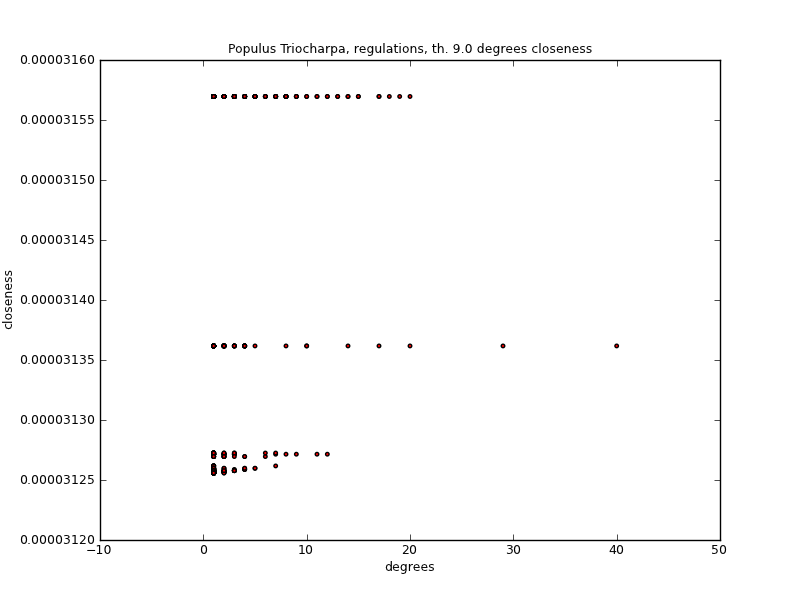 Populus Triocharpa, regulations, th. 9.0 degrees closeness
0.00003160
0.00003155
0.00003150
0.00003145
0.00003140
0.00003135
0.00003130
0.00003125
0.00003120
closeness
−10 0 10 20 30 40 50
degrees